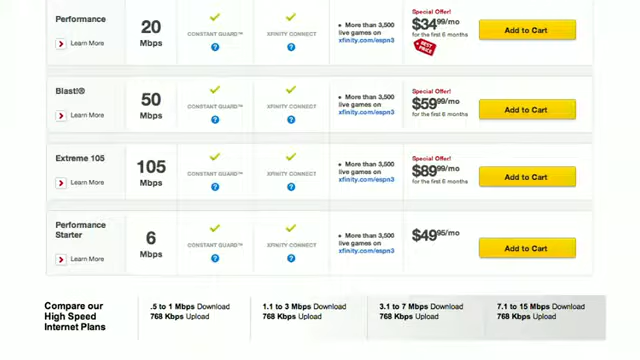 Performance
Learn More
20
Mbps
CONSTANT GUARD™
XFINITY CONNECT
• More than 3,500
live games on
xfinity.com/espn3
Special Offer!
$34.99/mo
for the first 6 months
BEST
PRICE
Add to Cart
Blast!®
Learn More
50
Mbps
CONSTANT GUARD™
XFINITY CONNECT
• More than 3,500
live games on
xfinity.com/espn3
Special Offer!
$59.99/mo
for the first 6 months
Add to Cart
Extreme 105
Learn More
105
Mbps
CONSTANT GUARD™
XFINITY CONNECT
• More than 3,500
live games on
xfinity.com/espn3
Special Offer!
$89.99/mo
for the first 6 months
Add to Cart
Performance
Starter
Learn More
6
Mbps
CONSTANT GUARD™
XFINITY CONNECT
• More than 3,500
live games on
xfinity.com/espn3
$49.95/mo
Add to Cart
Compare our
High Speed
Internet Plans
.5 to 1 Mbps Download
768 Kbps Upload
1.1 to 3 Mbps Download
768 Kbps Upload
3.1 to 7 Mbps Download
768 Kbps Upload
7.1 to 15 Mbps Download
768 Kbps Upload